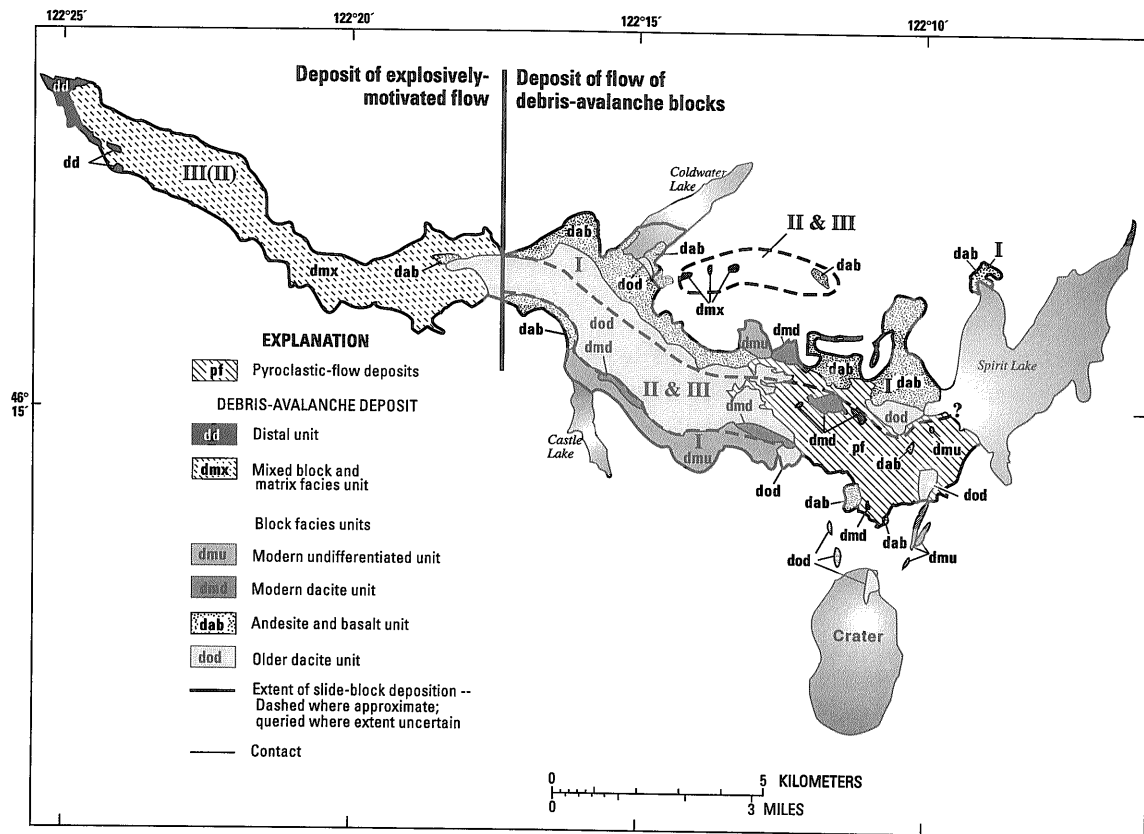 122°25´
122°20´
122°15´
122°10´
Deposit of explosively-
motivated flow
Deposit of flow of
debris-avalanche blocks
dd
dd
III(II)
dmx
dab
dab
I
Coldwater
Lake
dab
dod
II & III
dab
dmx
dab
I
dab
dod
dmd
II & III
dmd
I
dmu
dod
dmu
dmd
dab
I
dab
dod
?
Spirit Lake
dmd
pf
dab
dmu
dod
dab
dmd
dab
dmu
dod
Castle
Lake
Crater
46°
15´
EXPLANATION
pf
Pyroclastic-flow deposits
DEBRIS-AVALANCHE DEPOSIT
dd
Distal unit
dmx
Mixed block and
matrix facies unit
Block facies units
dmu
Modern undifferentiated unit
dmd
Modern dacite unit
dab
Andesite and basalt unit
dod
Older dacite unit
Extent of slide-block deposition --
Dashed where approximate;
queried where extent uncertain
Contact
0
5
KILOMETERS
0
3
MILES